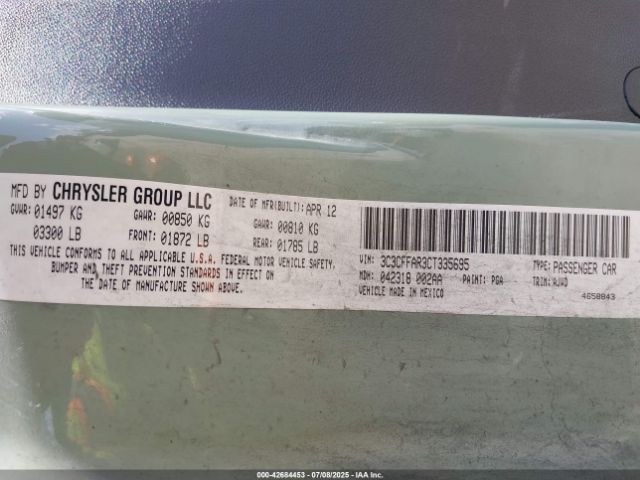 MFD BY CHRYSLER GROUP LLC
DATE OF MFR(BUILT): APR 12
GVWR: 01497 KG GAWR: 00850 KG GAWR: 00810 KG
03300 LB FRONT: 01872 LB REAR: 01785 LB
THIS VEHICLE CONFORMS TO ALL APPLICABLE U.S.A. FEDERAL MOTOR VEHICLE SAFETY,
BUMPER AND THEFT PREVENTION STANDARDS IN EFFECT ON
THE DATE OF MANUFACTURE SHOWN ABOVE.
VIN: 3C3CFFAR3CT335695 TYPE: PASSENGER CAR
MDH: 042318 002AA PAINT: PGA TRIM: AJWD
VEHICLE MADE IN MEXICO 4658843
000-42684453 - 07/08/2025 - IAA Inc.